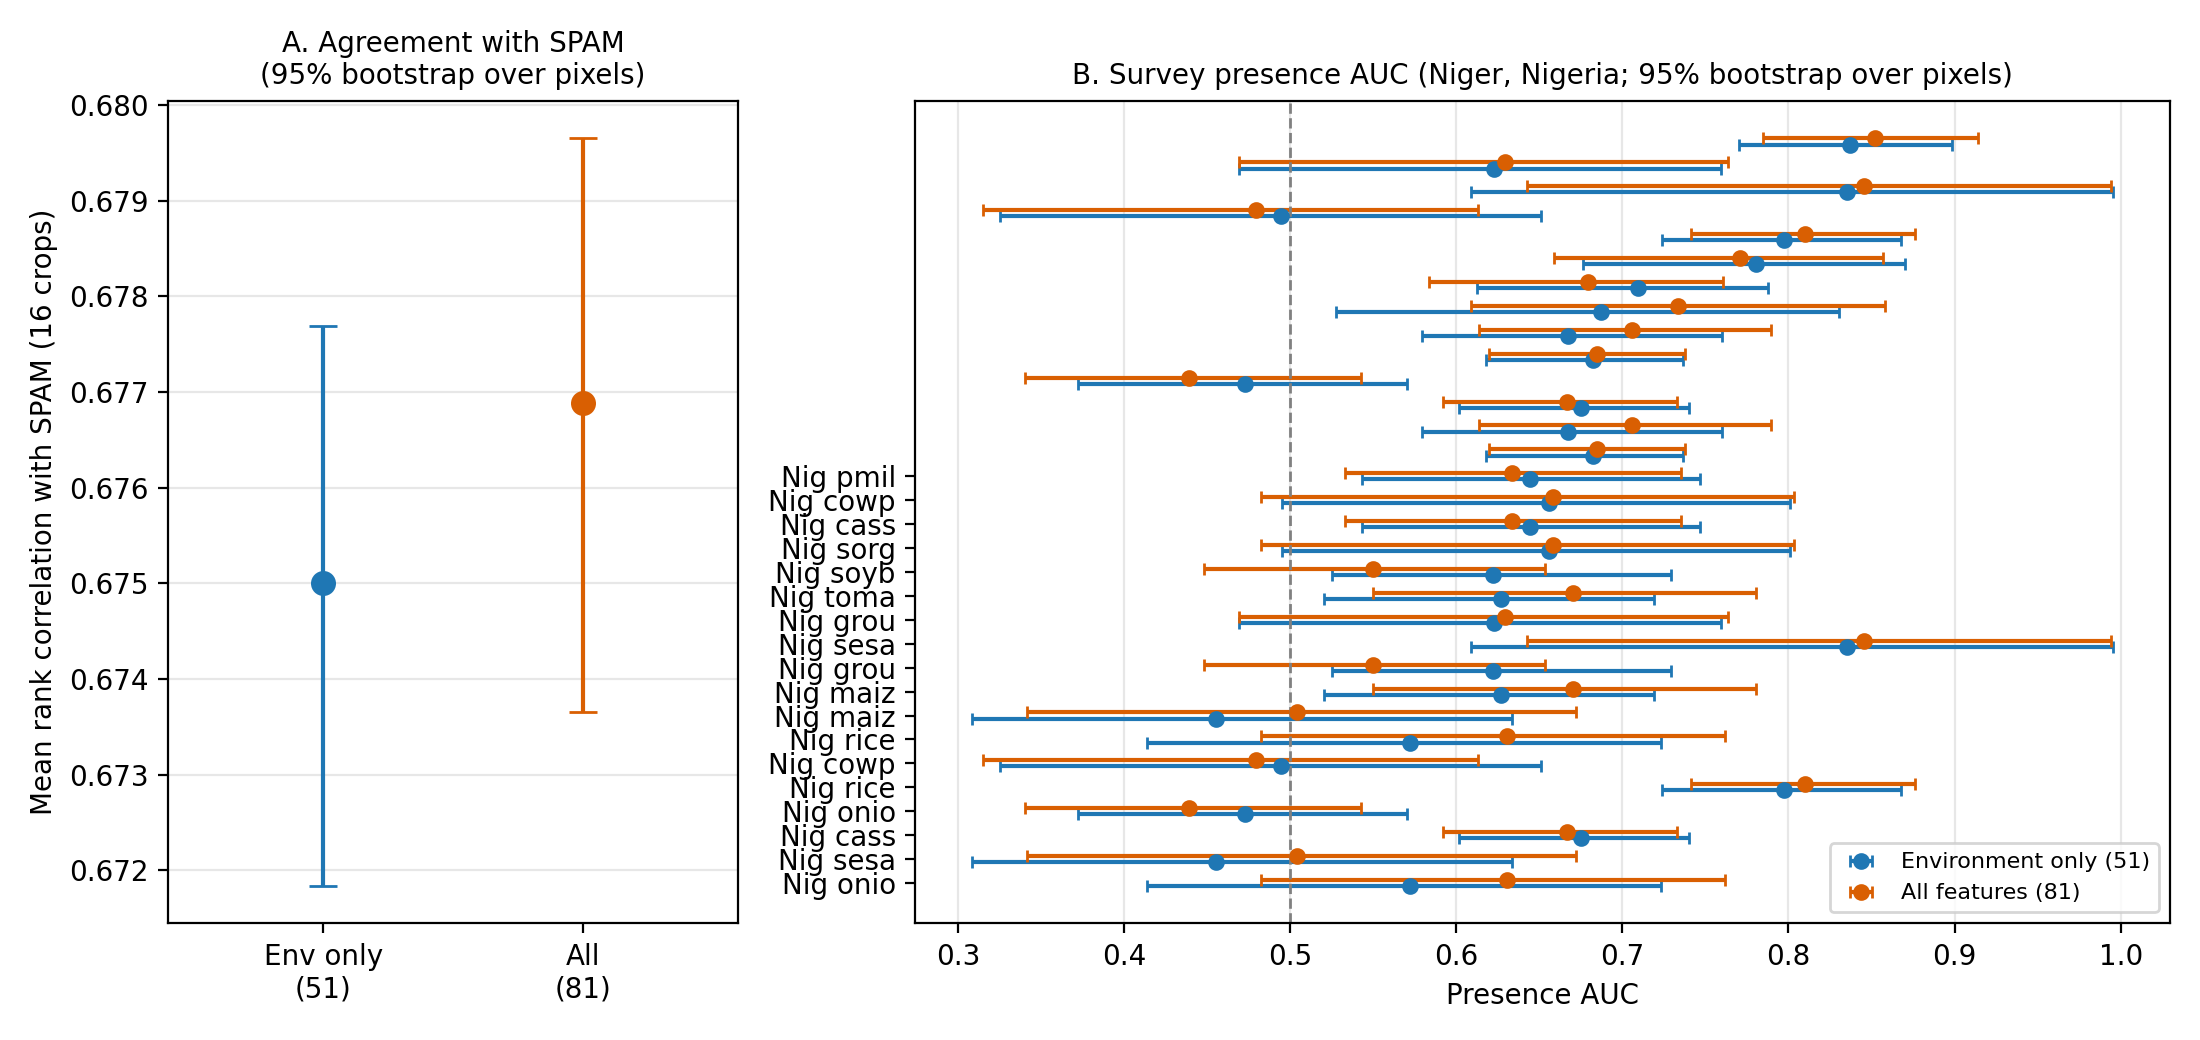 A. Agreement with SPAM
(95% bootstrap over pixels)
B. Survey presence AUC (Niger, Nigeria; 95% bootstrap over pixels)
Mean rank correlation with SPAM (16 crops)
0.680
0.679
0.678
0.677
0.676
0.675
0.674
0.673
0.672
Env only
(51)
All
(81)
Nig pmil
Nig cowp
Nig cass
Nig sorg
Nig soyb
Nig toma
Nig grou
Nig sesa
Nig grou
Nig maiz
Nig maiz
Nig rice
Nig cowp
Nig rice
Nig onio
Nig cass
Nig sesa
Nig onio
Environment only (51)
All features (81)
0.3
0.4
0.5
0.6
0.7
0.8
0.9
1.0
Presence AUC